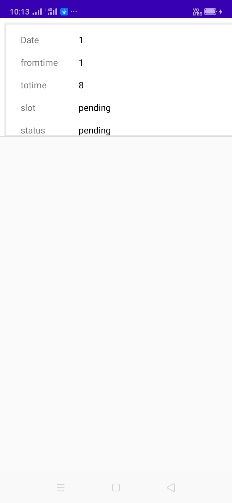 10:13
Date 1
fromtime 1
totime 8
slot pending
status pending